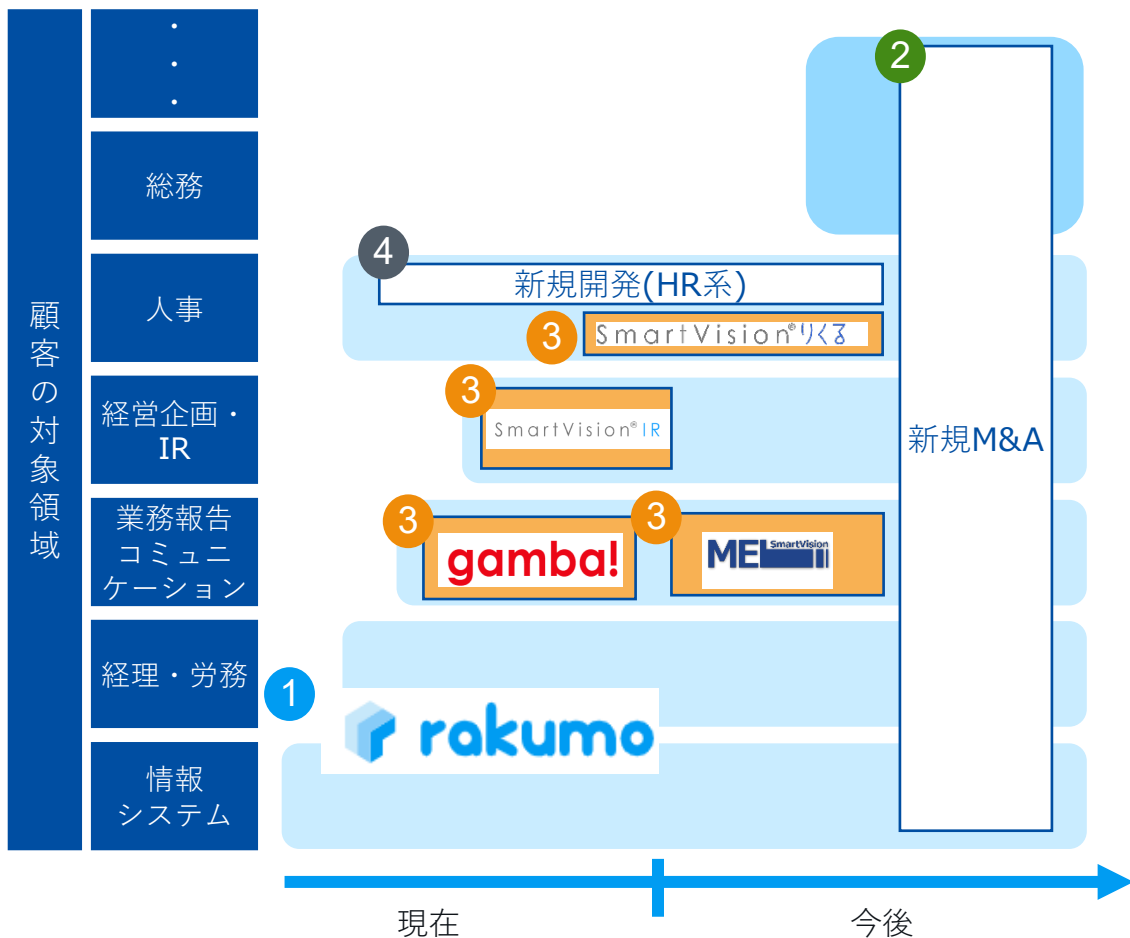 顧客の対象領域
・
・
・
総務
人事
経営企画・
IR
業務報告
コミュニ
ケーション
経理・労務
情報
システム
2
新規M&A
4
新規開発(HR系)
3
SmartVision®りくる
3
SmartVision®IR
3
gamba!
3
MEL SmartVision
1
rakumo
現在
今後